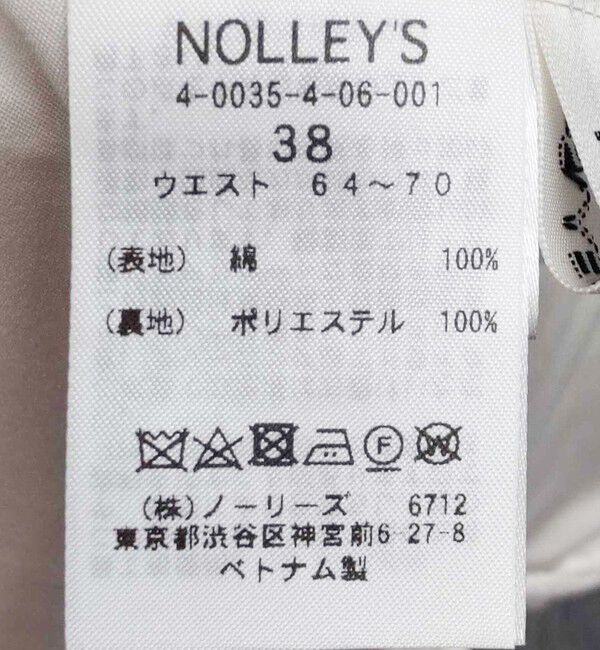 NOLLEY'S
4-0035-4-06-001
38
ウエスト 64～70
(表地) 綿 100%
(裏地) ポリエステル 100%
F W
(株)ノーリーズ 6712
東京都渋谷区神宮前6-27-8
ベトナム製